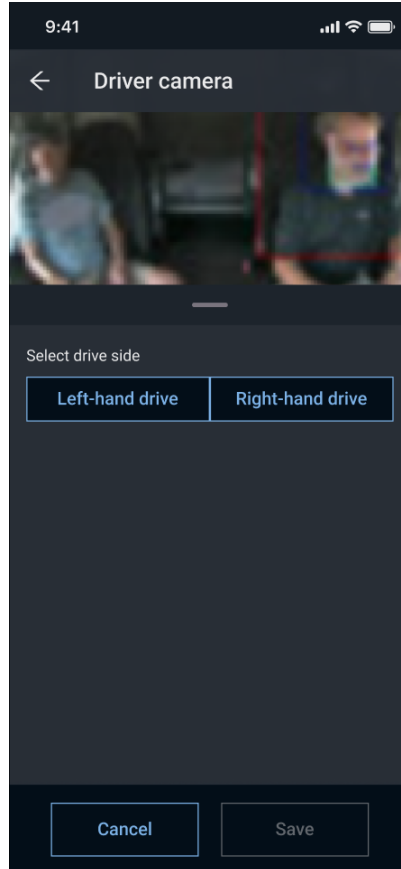 9:41
Driver camera
Select drive side
Left-hand drive Right-hand drive
Cancel Save